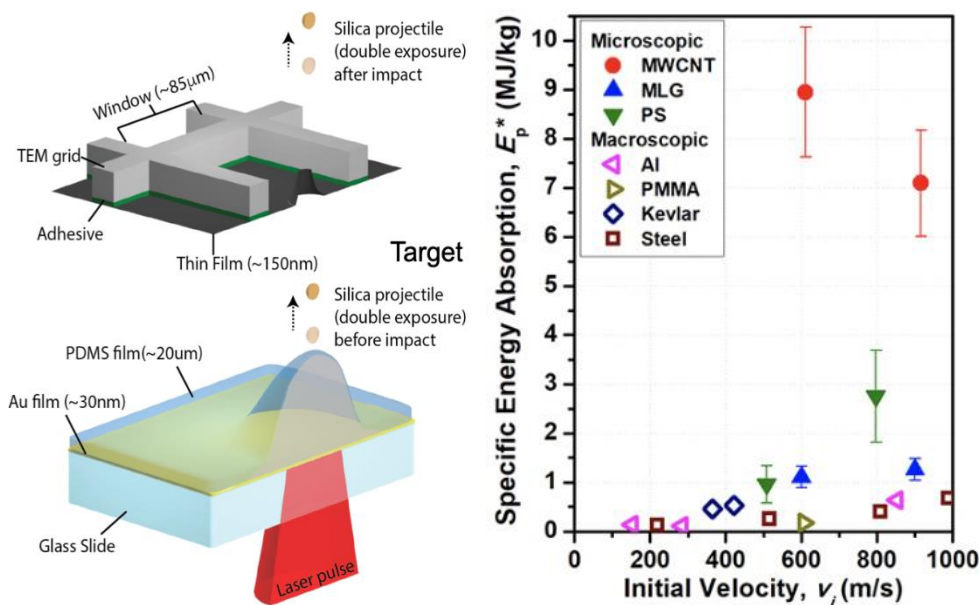 Silica projectile
(double exposure)
after impact
Window (~85μm)
TEM grid
Adhesive
Thin Film (~150nm)
Target
Silica projectile
(double exposure)
before impact
PDMS film(~20um)
Au film (~30nm)
Glass Slide
Laser pulse
Specific Energy Absorption, Ep* (MJ/kg)
10
9
8
7
6
5
4
3
2
1
0
Microscopic
MWCNT
MLG
PS
Macroscopic
Al
PMMA
Kevlar
Steel
0 200 400 600 800 1000
Initial Velocity, vi (m/s)